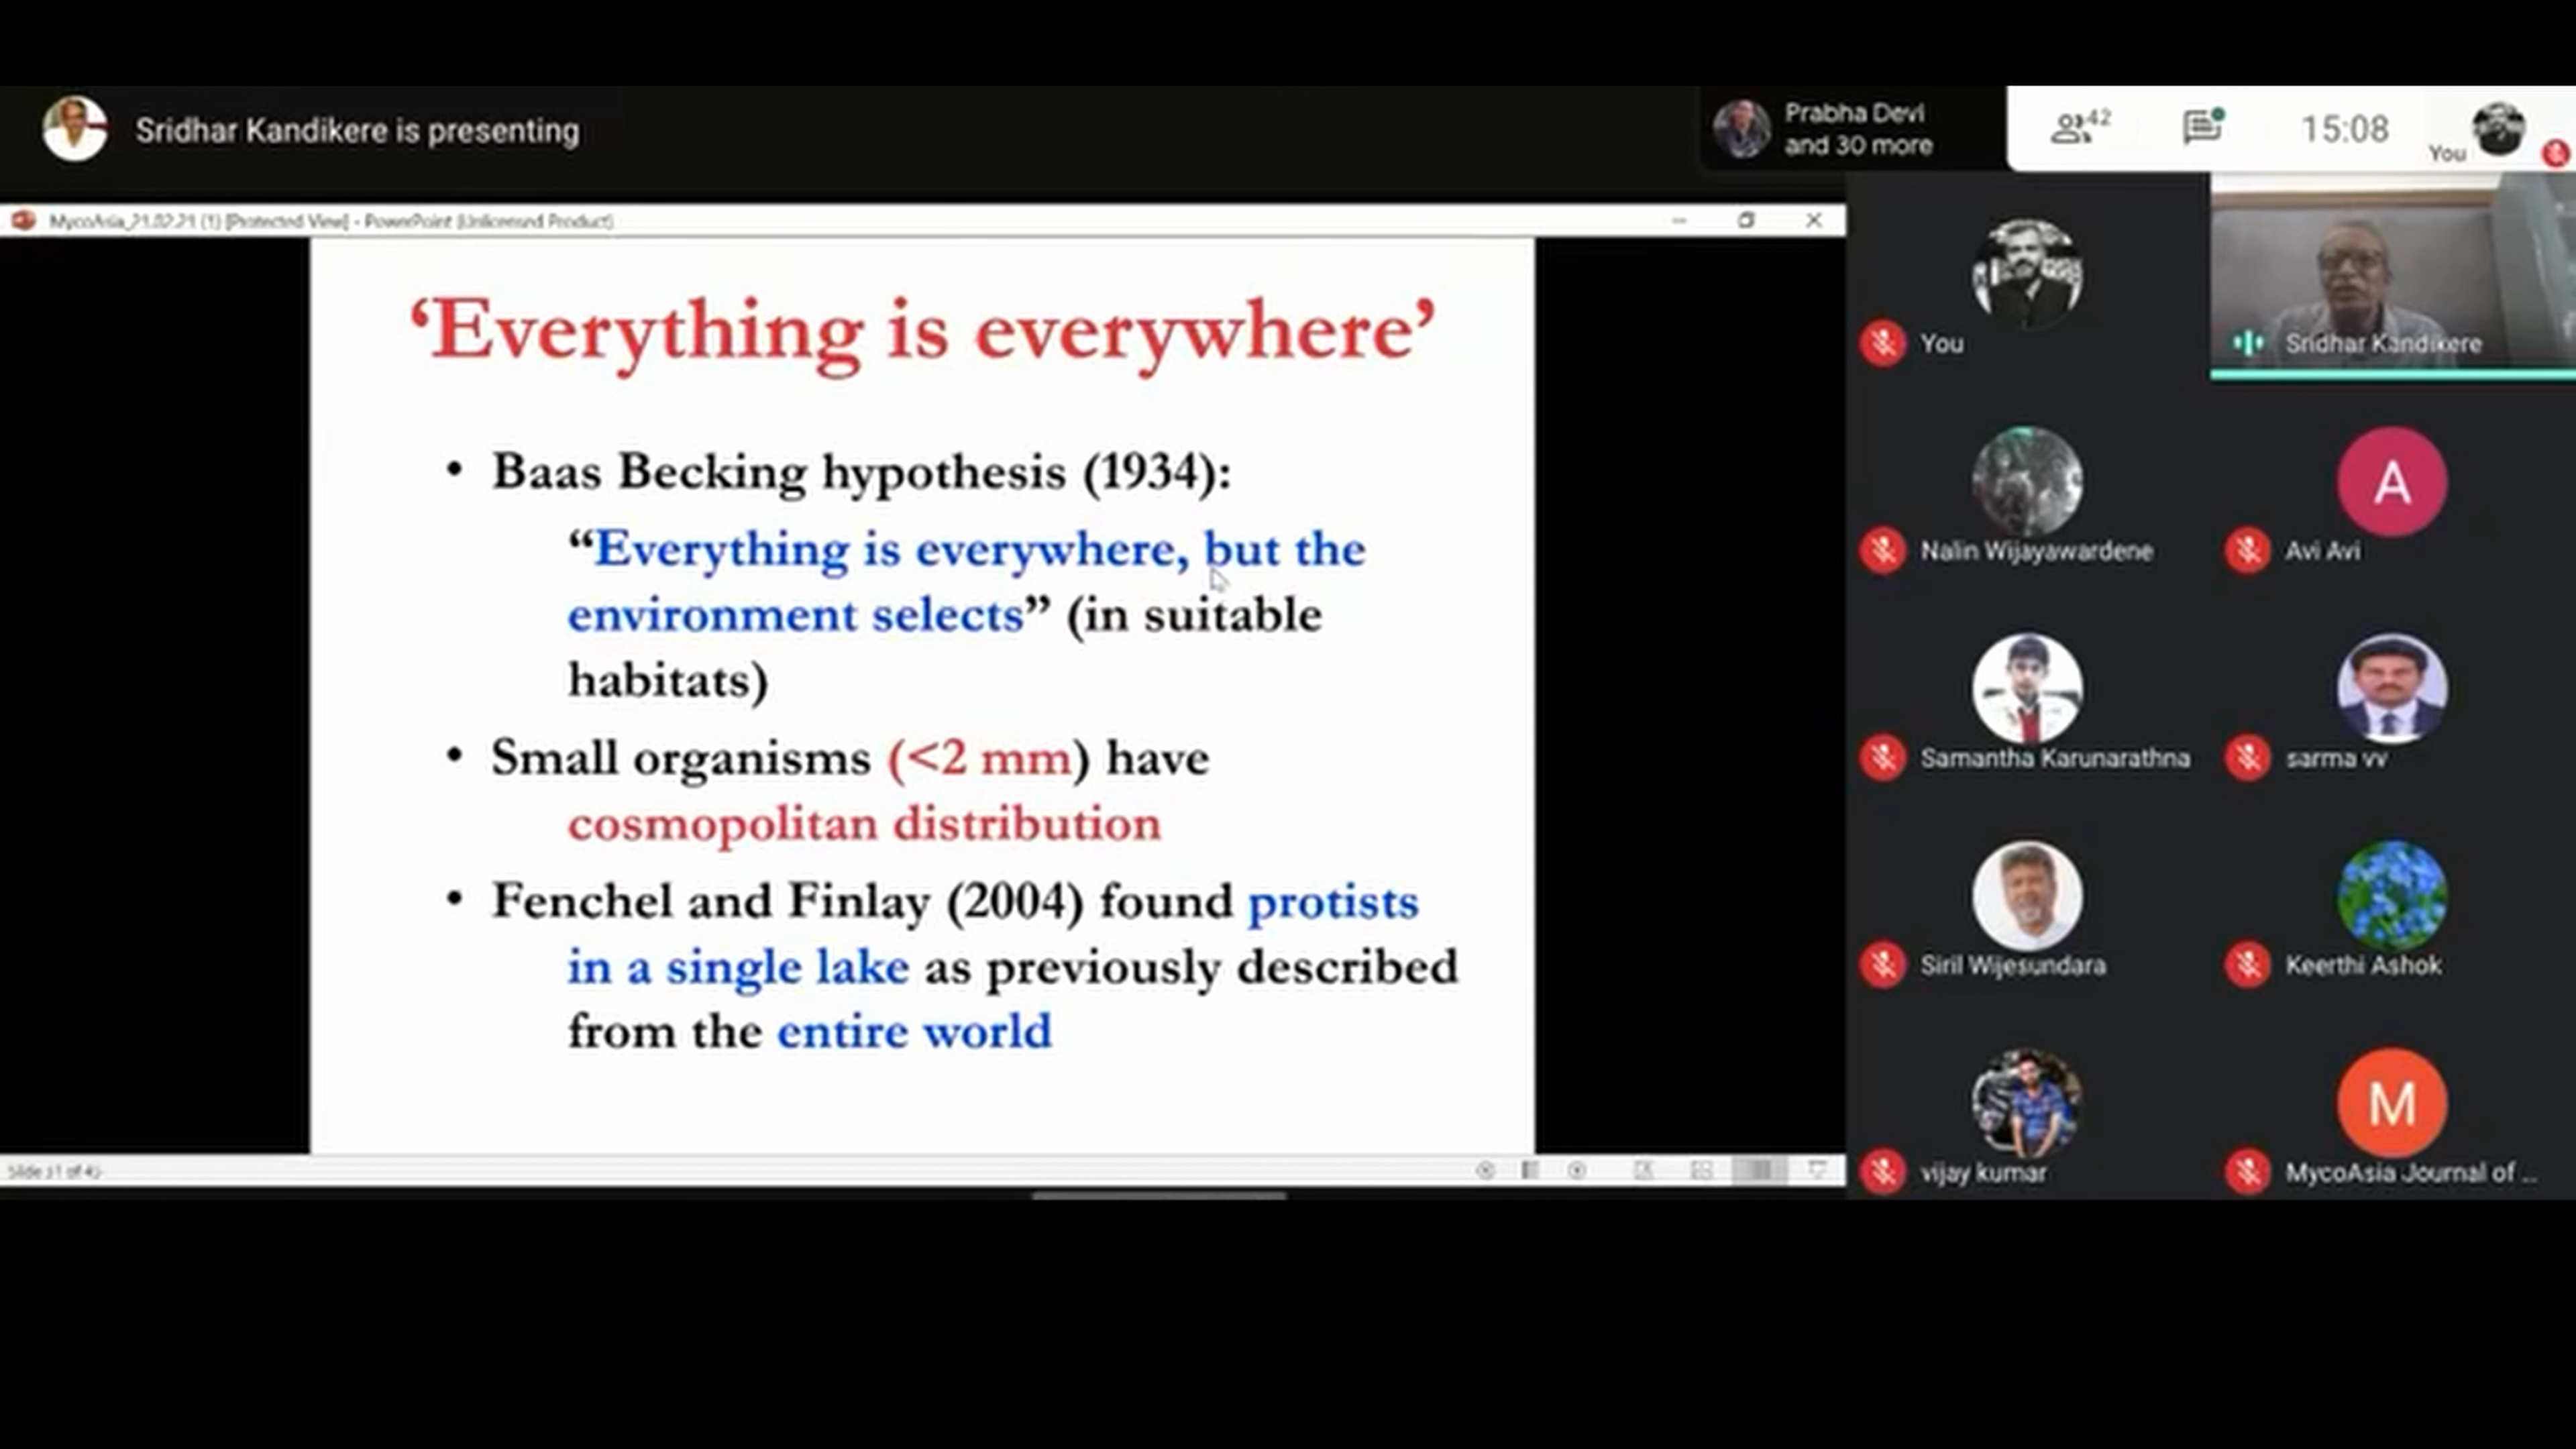 Sridhar Kandikere is presenting
Prabha Devi
and 30 more
42
15:08
You
MycoAsia_21.02.21 (1) [Protected View] - PowerPoint (Unlicensed Product)
‘Everything is everywhere’
• Baas Becking hypothesis (1934):
“Everything is everywhere, but the
environment selects” (in suitable
habitats)
• Small organisms (<2 mm) have
cosmopolitan distribution
• Fenchel and Finlay (2004) found protists
in a single lake as previously described
from the entire world
You
Sridhar Kandikere
Nalin Wijayawardene
A
Avi Avi
Samantha Karunarathna
sarma vv
Siril Wijesundara
Keerthi Ashok
vijay kumar
M
MycoAsia Journal of ...